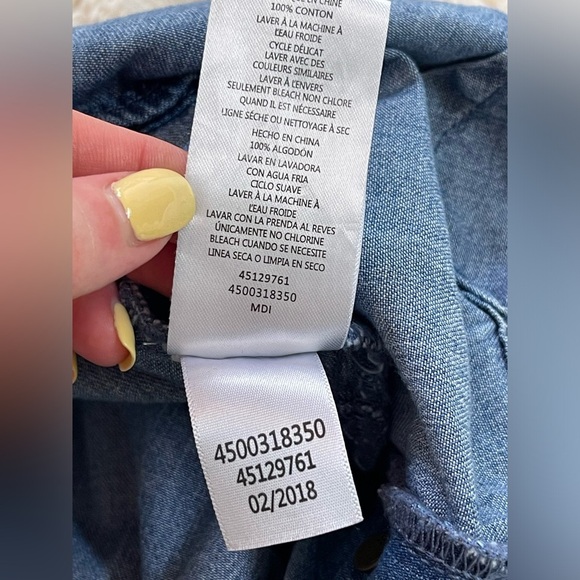 100% CONTON
LAVER À LA MACHINE À
L'EAU FROIDE
CYCLE DÉLICAT
LAVER AVEC DES
COULEURS SIMILAIRES
LAVER À L'ENVERS
SEULEMENT BLEACH NON CHLORE
QUAND IL EST NÉCESSAIRE
LIGNE SÉCHE OU NETTOYAGE À SEC
HECHO EN CHINA
100% ALGODÓN
LAVAR EN LAVADORA
CON AGUA FRIA
CICLO SUAVE
LAVER À LA MACHINE À
L'EAU FROIDE
LAVAR CON LA PRENDA AL REVES
ÚNICAMENTE NO CHLORINE
BLEACH CUANDO SE NECESITE
LINEA SECA O LIMPIA EN SECO
45129761
4500318350
MDI
4500318350
45129761
02/2018